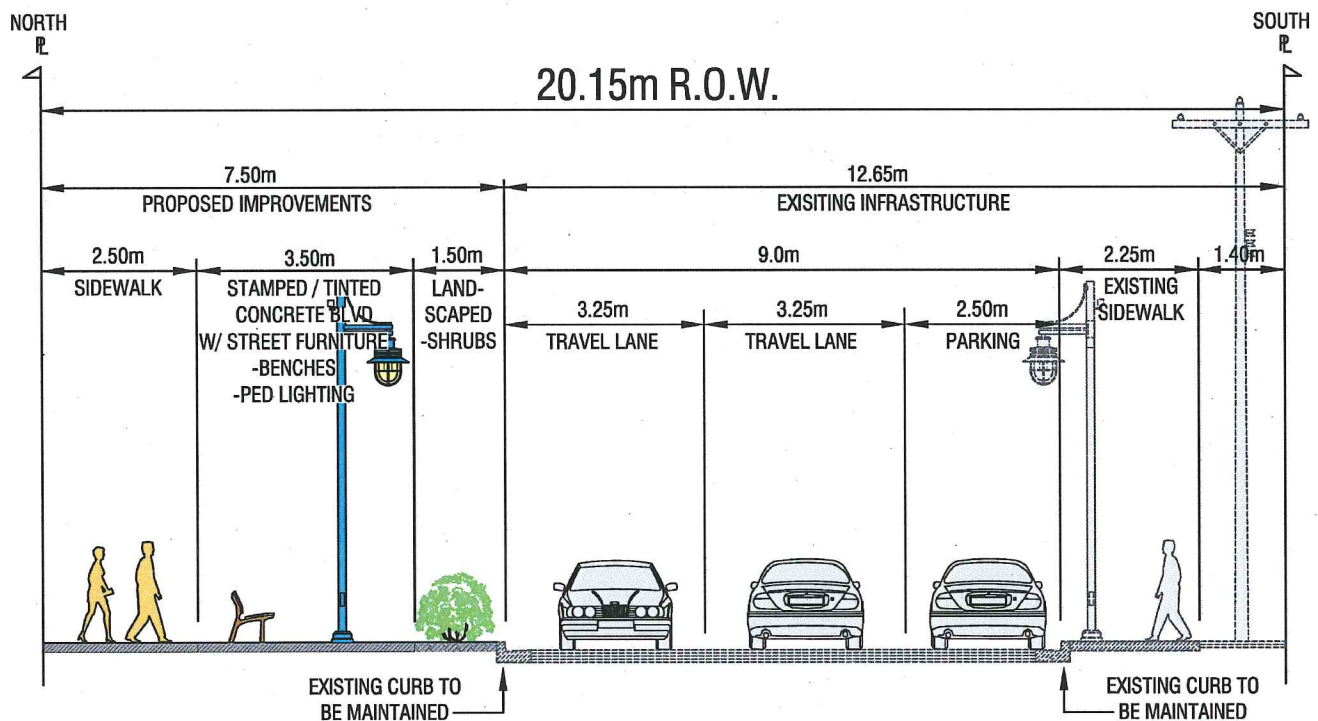 NORTH
PL
SOUTH
PL
20.15m R.O.W.
7.50m
PROPOSED IMPROVEMENTS
12.65m
EXISITING INFRASTRUCTURE
2.50m
SIDEWALK
3.50m
STAMPED / TINTED
CONCRETE BLVD
W/ STREET FURNITURE
-BENCHES
-PED LIGHTING
1.50m
LAND-
SCAPED
-SHRUBS
9.0m
3.25m
TRAVEL LANE
3.25m
TRAVEL LANE
2.50m
PARKING
2.25m
EXISTING
SIDEWALK
1.40m
EXISTING CURB TO
BE MAINTAINED
EXISTING CURB TO
BE MAINTAINED